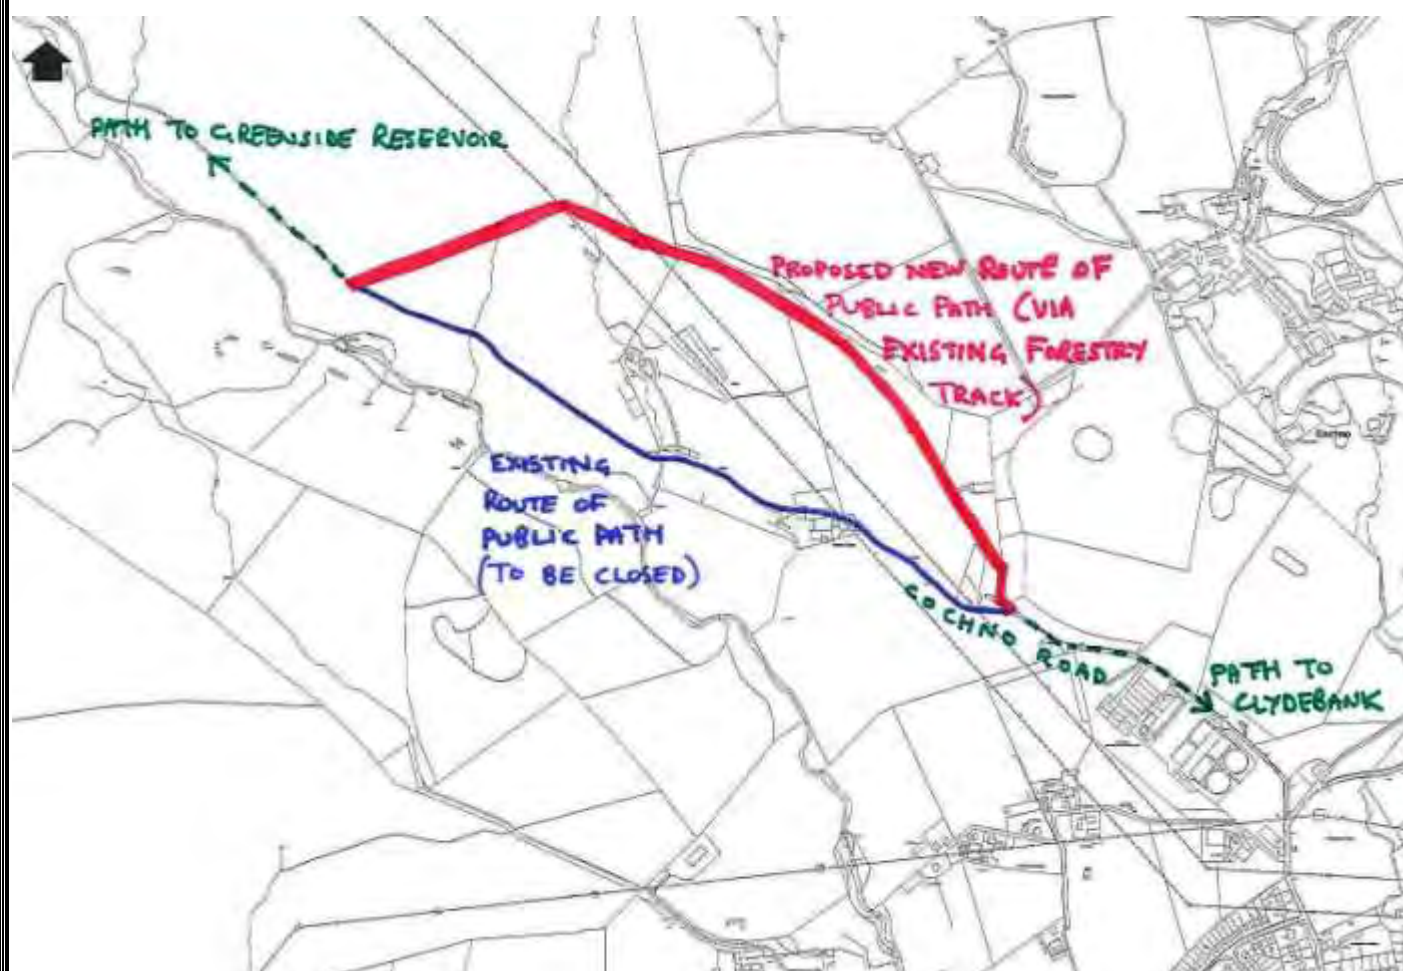 PATH TO GREENSIDE RESERVOIR
PROPOSED NEW ROUTE OF
PUBLIC PATH (VIA
EXISTING FORESTRY
TRACK)
EXISTING
ROUTE OF
PUBLIC PATH
(TO BE CLOSED)
COCHNO ROAD
PATH TO
CLYDEBANK